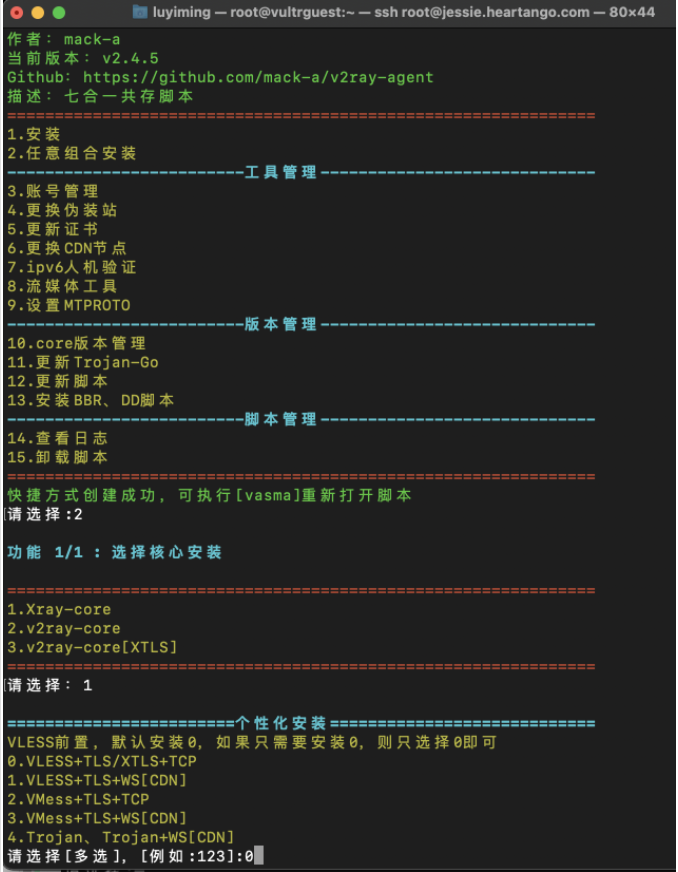 luyiming — root@vultrguest:~ — ssh root@jessie.heartango.com — 80×44
作者：mack-a
当前版本：v2.4.5
Github：https://github.com/mack-a/v2ray-agent
描述：七合一共存脚本
==============================================================
1.安装
2.任意组合安装
-------------------------工具管理-----------------------------
3.账号管理
4.更换伪装站
5.更新证书
6.更换CDN节点
7.ipv6人机验证
8.流媒体工具
9.设置MTPROTO
-------------------------版本管理-----------------------------
10.core版本管理
11.更新Trojan-Go
12.更新脚本
13.安装BBR、DD脚本
-------------------------脚本管理-----------------------------
14.查看日志
15.卸载脚本
==============================================================
快捷方式创建成功，可执行[vasma]重新打开脚本
请选择:2
功能 1/1 : 选择核心安装
==============================================================
1.Xray-core
2.v2ray-core
3.v2ray-core[XTLS]
==============================================================
请选择：1
========================个性化安装============================
VLESS前置，默认安装0，如果只需要安装0，则只选择0即可
0.VLESS+TLS/XTLS+TCP
1.VLESS+TLS+WS[CDN]
2.VMess+TLS+TCP
3.VMess+TLS+WS[CDN]
4.Trojan、Trojan+WS[CDN]
请选择[多选]，[例如:123]:0